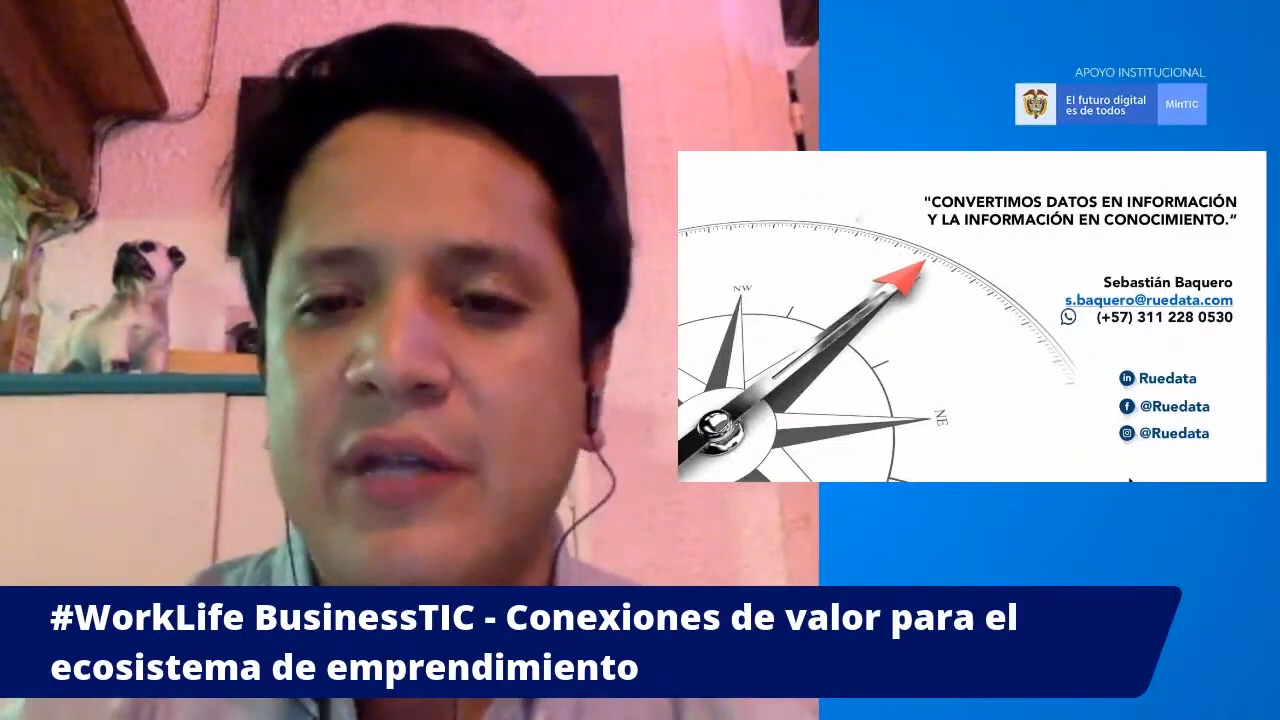 APOYO INSTITUCIONAL
El futuro digital
es de todos
MinTIC
"CONVERTIMOS DATOS EN INFORMACIÓN
Y LA INFORMACIÓN EN CONOCIMIENTO."
Sebastián Baquero
s.baquero@ruedata.com
(+57) 311 228 0530
NW
NE
in Ruedata
f @Ruedata
@Ruedata
#WorkLife BusinessTIC - Conexiones de valor para el
ecosistema de emprendimiento